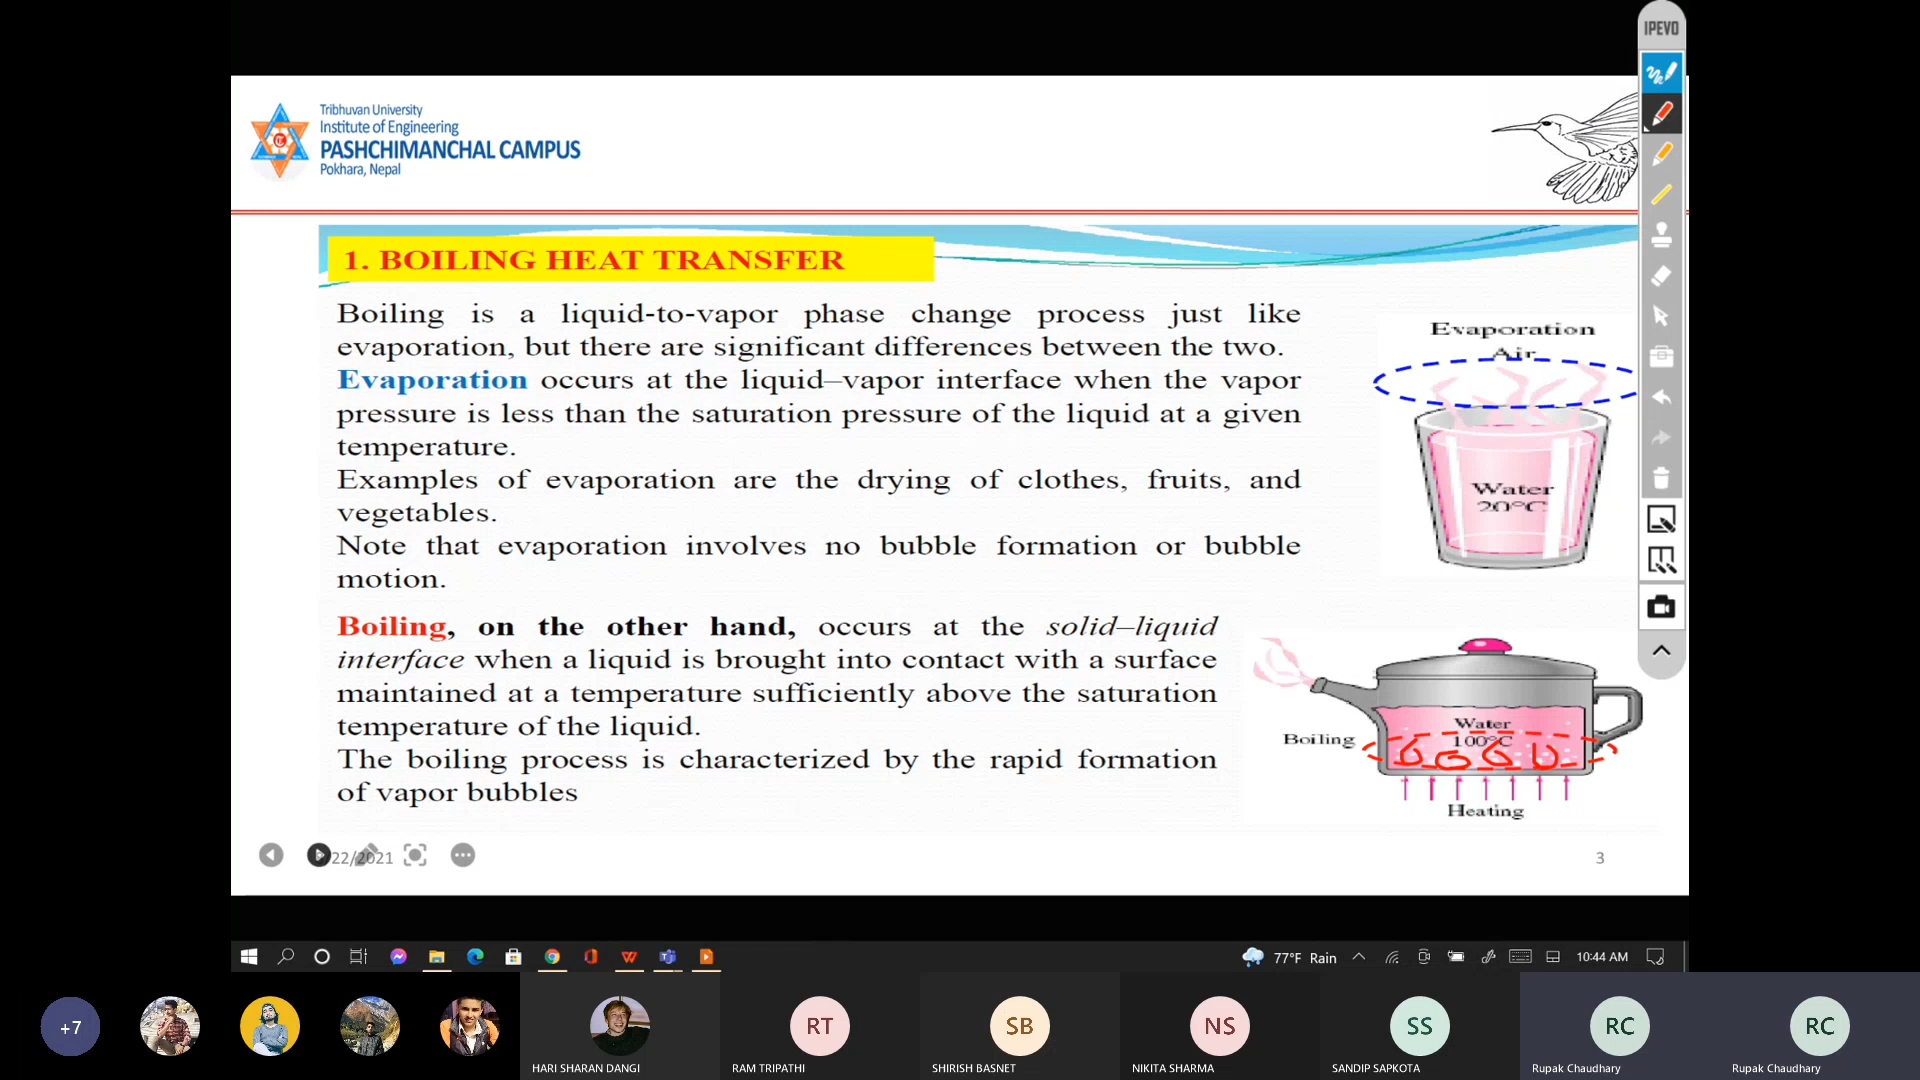 IPEVO
Tribhuvan University
Institute of Engineering
PASHCHIMANCHAL CAMPUS
Pokhara, Nepal
1. BOILING HEAT TRANSFER
Boiling is a liquid-to-vapor phase change process just like
evaporation, but there are significant differences between the two.
Evaporation occurs at the liquid–vapor interface when the vapor
pressure is less than the saturation pressure of the liquid at a given
temperature.
Examples of evaporation are the drying of clothes, fruits, and
vegetables.
Note that evaporation involves no bubble formation or bubble
motion.
Evaporation
Air
Water
20°C
Boiling, on the other hand, occurs at the solid–liquid
interface when a liquid is brought into contact with a surface
maintained at a temperature sufficiently above the saturation
temperature of the liquid.
The boiling process is characterized by the rapid formation
of vapor bubbles
Water
100°C
Boiling
Heating
22/2021
3
77°F Rain
10:44 AM
+7
RT
SB
NS
SS
RC
RC
HARI SHARAN DANGI
RAM TRIPATHI
SHIRISH BASNET
NIKITA SHARMA
SANDIP SAPKOTA
Rupak Chaudhary
Rupak Chaudhary